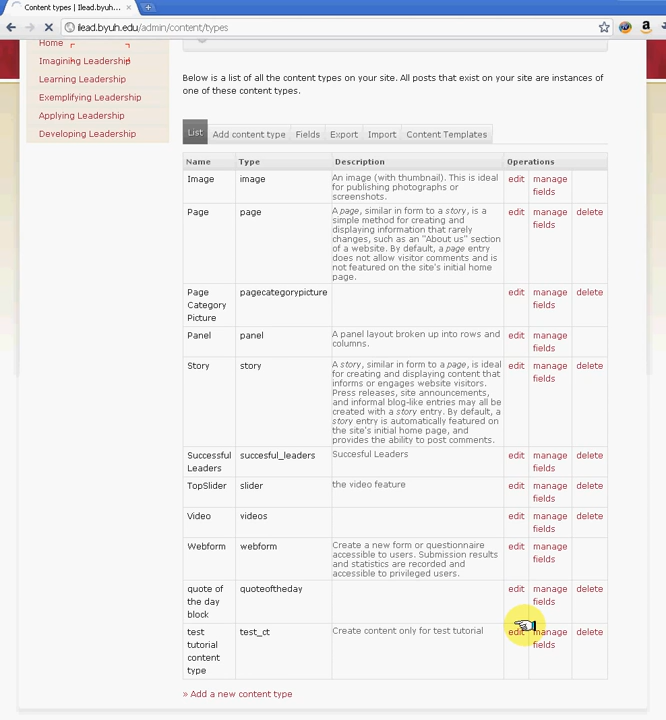 Content types | Ilead.byuh...
ilead.byuh.edu/admin/content/types
Home
Imagining Leadership
Learning Leadership
Exemplifying Leadership
Applying Leadership
Developing Leadership
Below is a list of all the content types on your site. All posts that exist on your site are instances
of one of these content types.
List Add content type Fields Export Import Content Templates
Name Type Description Operations
Image image An image (with thumbnail). This is ideal edit manage
for publishing photographs or fields
screenshots.
Page page A page, similar in form to a story, is a edit manage delete
simple method for creating and fields
displaying information that rarely
changes, such as an "About us" section
of a website. By default, a page entry
does not allow visitor comments and is
not featured on the site's initial home
page.
Page pagecategorypicture edit manage delete
Category fields
Picture
Panel panel A panel layout broken up into rows and edit manage
columns. fields
Story story A story, similar in form to a page, is ideal edit manage delete
for creating and displaying content that fields
informs or engages website visitors.
Press releases, site announcements,
and informal blog-like entries may all be
created with a story entry. By default, a
story entry is automatically featured on
the site's initial home page, and
provides the ability to post comments.
Successful succesful_leaders Succesful Leaders edit manage delete
Leaders fields
TopSlider slider the video feature edit manage delete
fields
Video videos edit manage delete
fields
Webform webform Create a new form or questionnaire edit manage
accessible to users. Submission results fields
and statistics are recorded and
accessible to privileged users.
quote of quoteoftheday edit manage delete
the day fields
block
test test_ct Create content only for test tutorial edit manage delete
tutorial fields
content
type
» Add a new content type